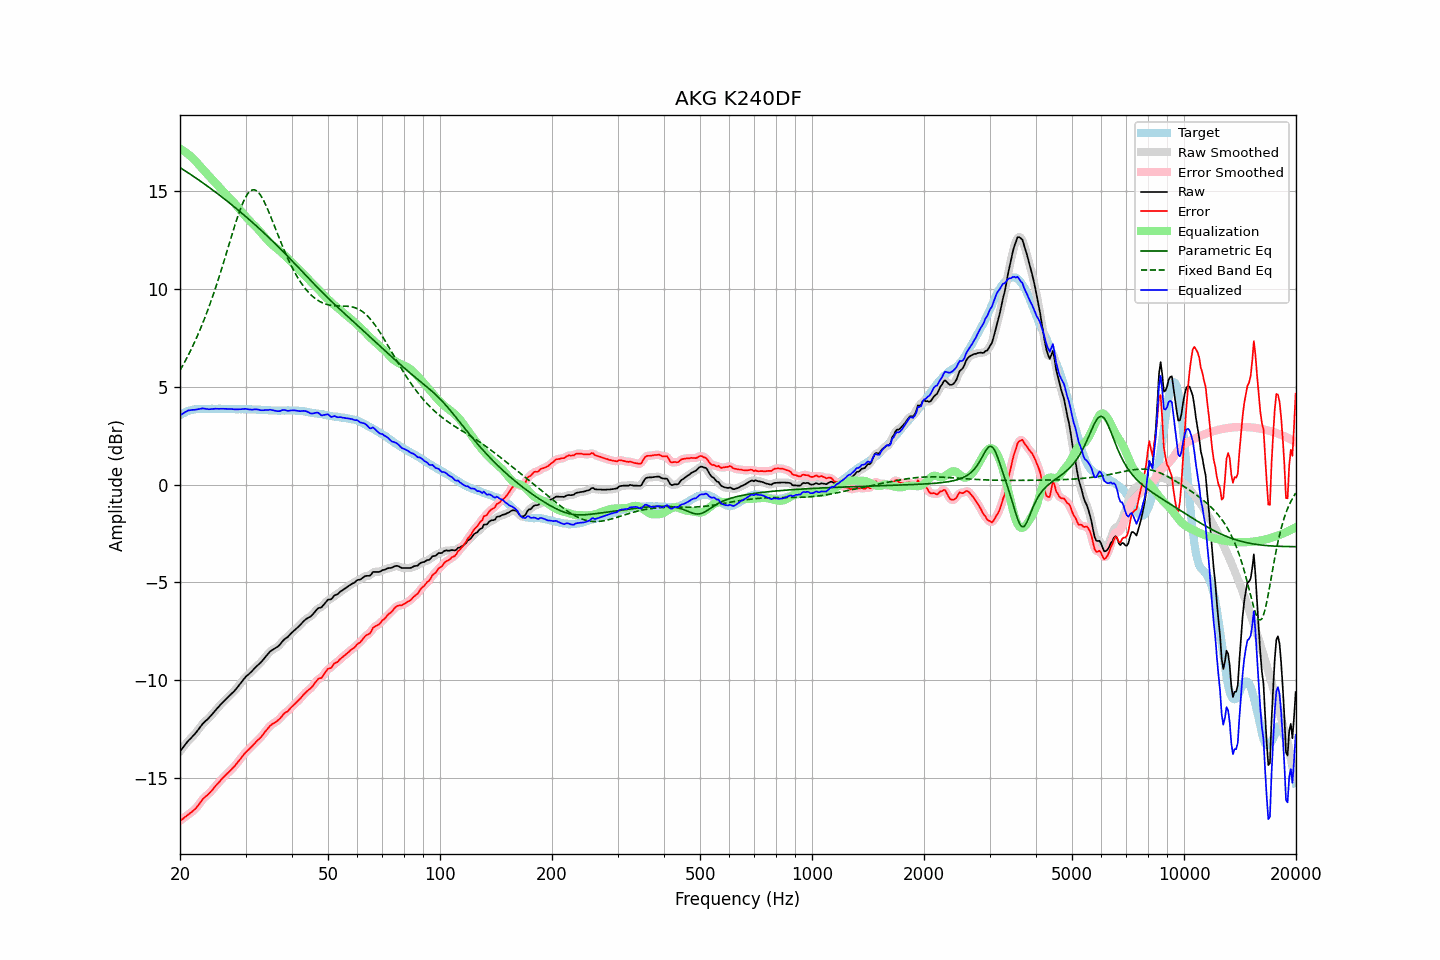 AKG K240DF
Amplitude (dBr)
15
10
5
0
−5
−10
−15
20
50
100
200
500
1000
2000
5000
10000
20000
Frequency (Hz)
Target
Raw Smoothed
Error Smoothed
Raw
Error
Equalization
Parametric Eq
Fixed Band Eq
Equalized